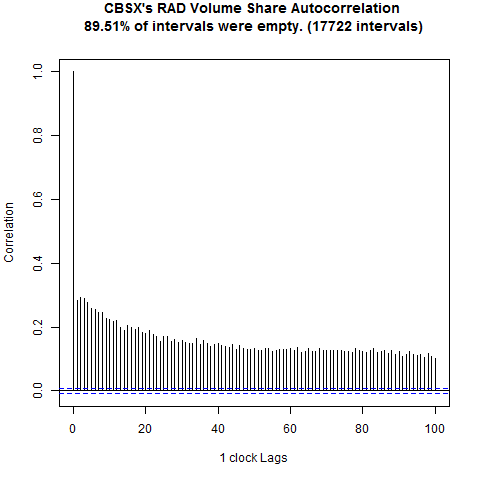 CBSX's RAD Volume Share Autocorrelation
89.51% of intervals were empty. (17722 intervals)
1.0
0.8
0.6
0.4
0.2
0.0
Correlation
0 20 40 60 80 100
1 clock Lags